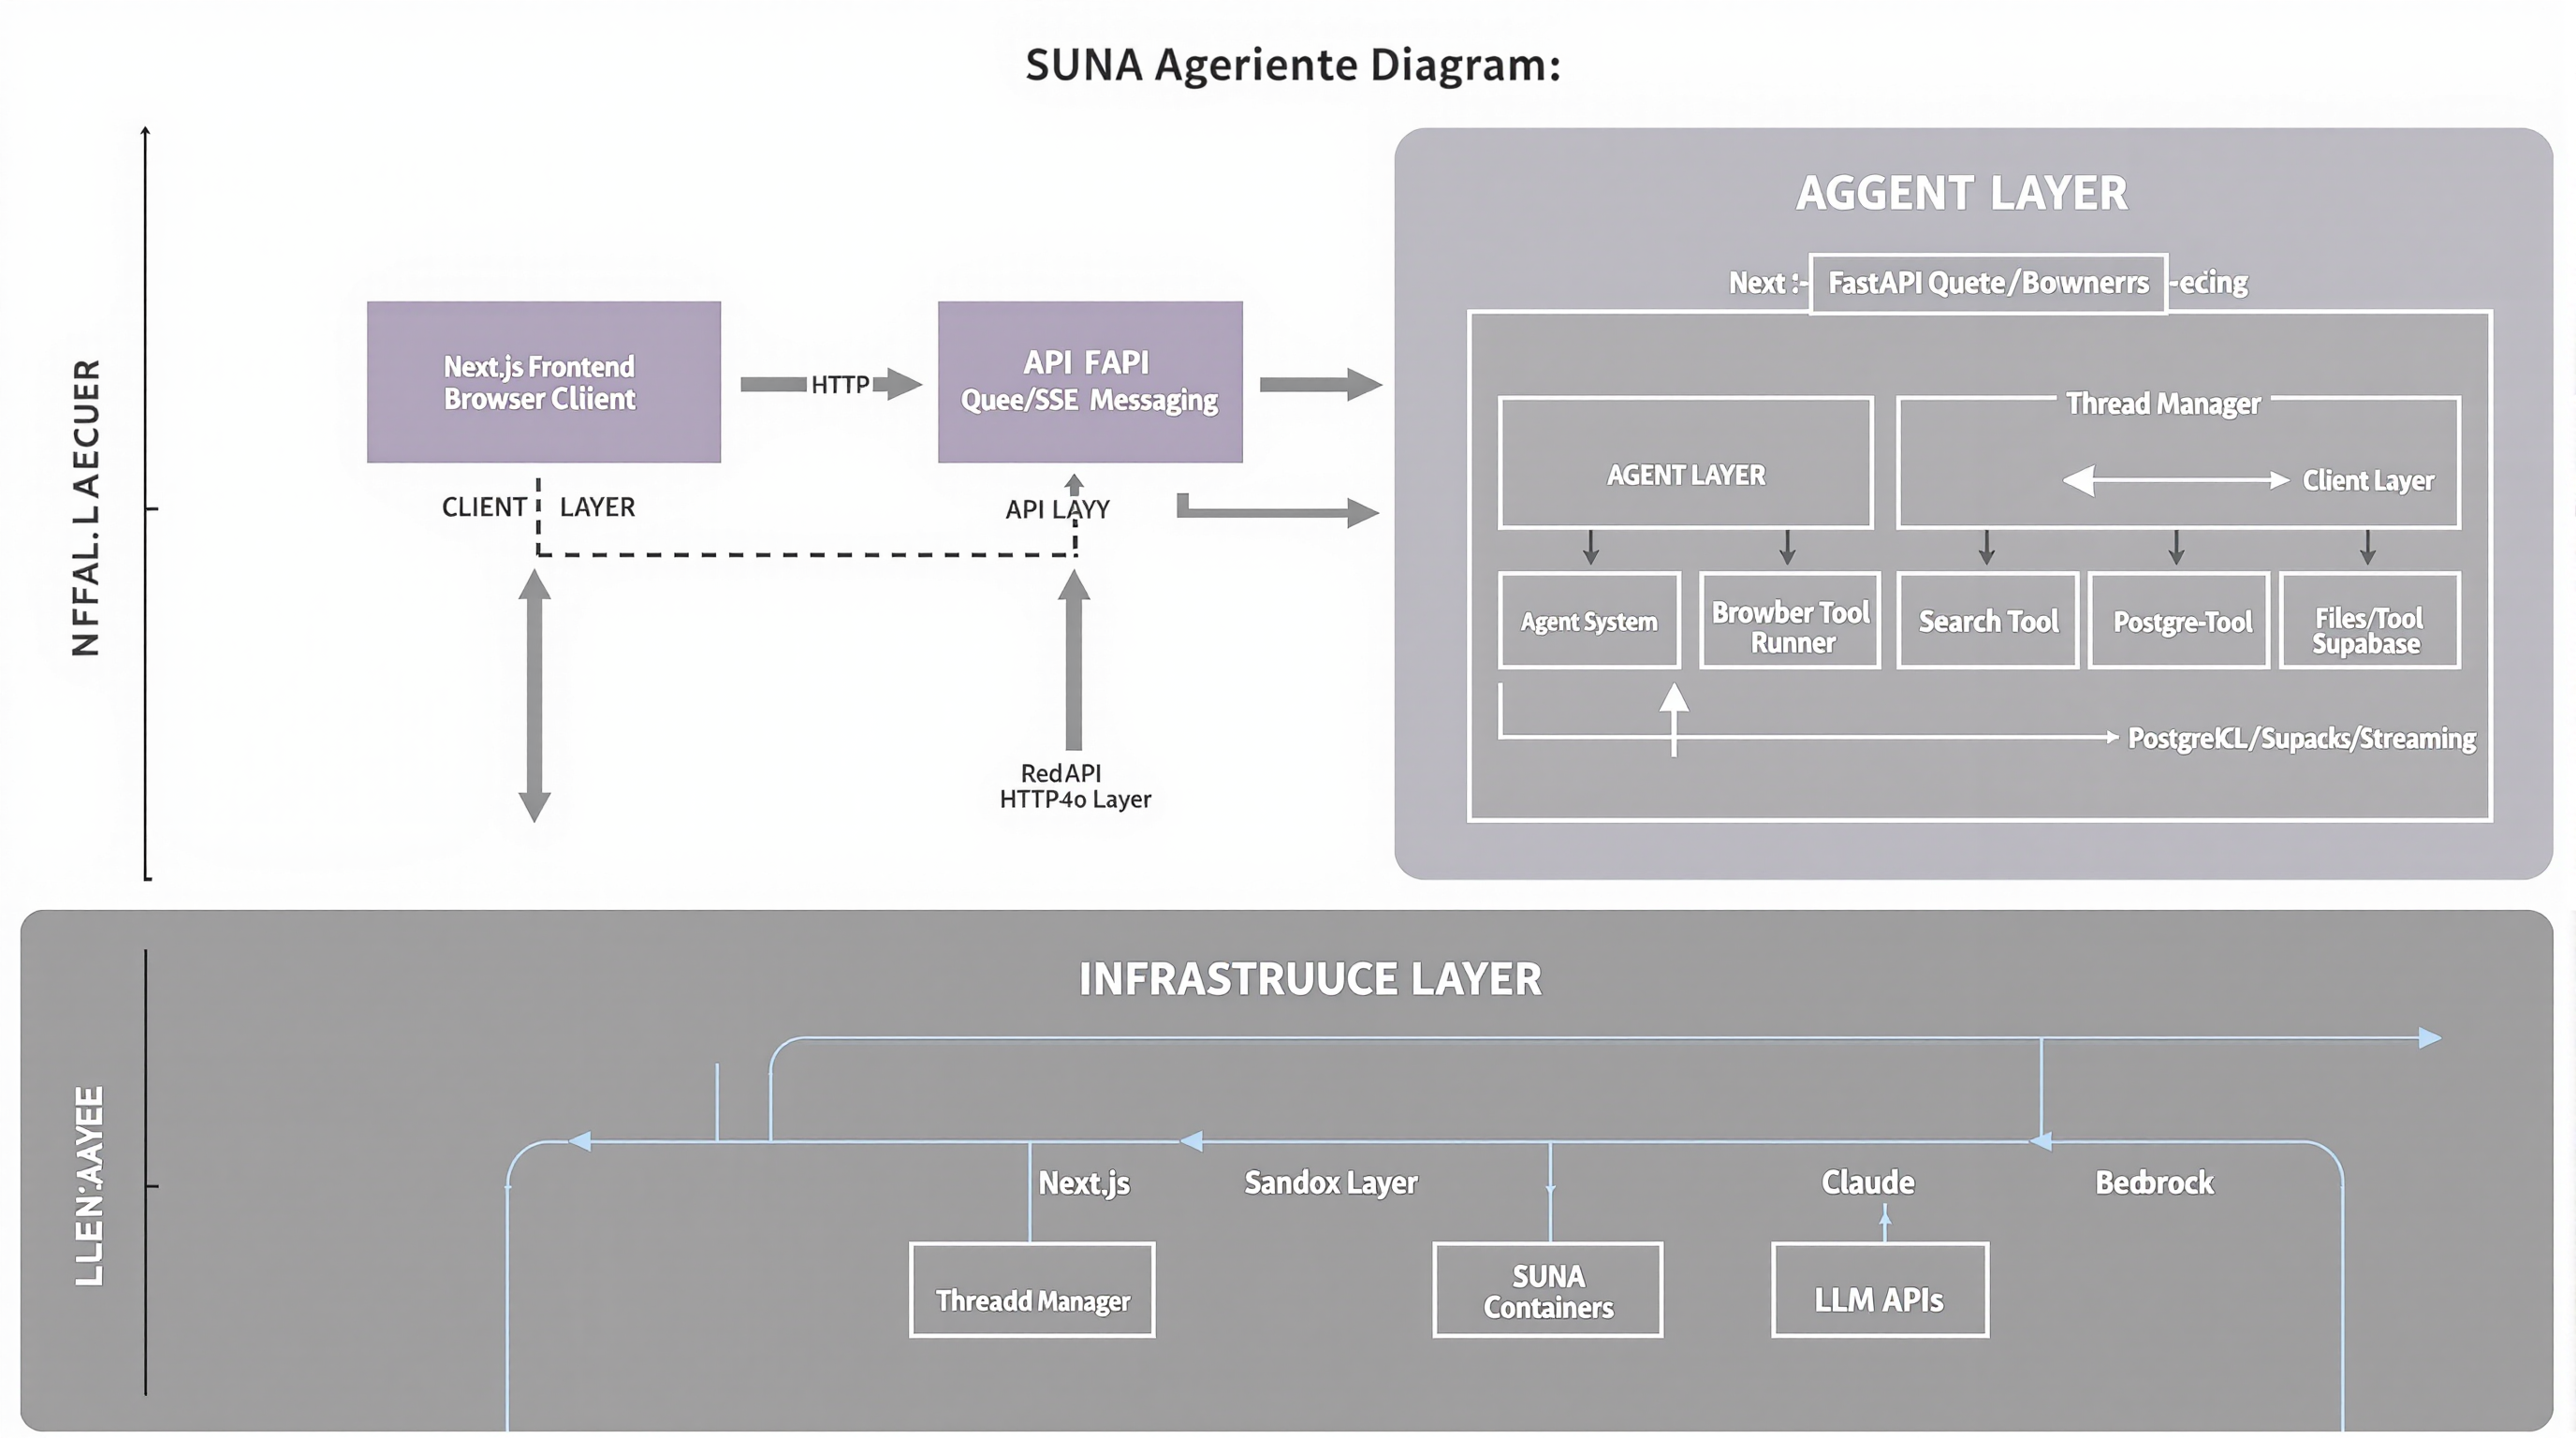 SUNA Ageriente Diagram:
NFFAL.LAECUER
Next.js Frontend
Browser Cliient
HTTP
API FAPI
Quee/SSE Messaging
CLIENT LAYER
API LAYY
RedAPI
HTTP-4o Layer
AGGENT LAYER
Next :- FastAPI Quete/Bownerrs -ecing
AGENT LAYER
Thread Manager
Client Layer
Agent System
Browber Tool
Runner
Search Tool
Postgre-Tool
Files/Tool
Supabase
PostgreKCL/Supacks/Streaming
INFRASTRUUCE LAYER
LLEN:AAYEE
Next.js
Sandox Layer
Claude
Bedbrock
Threadd Manager
SUNA
Containers
LLM APIs